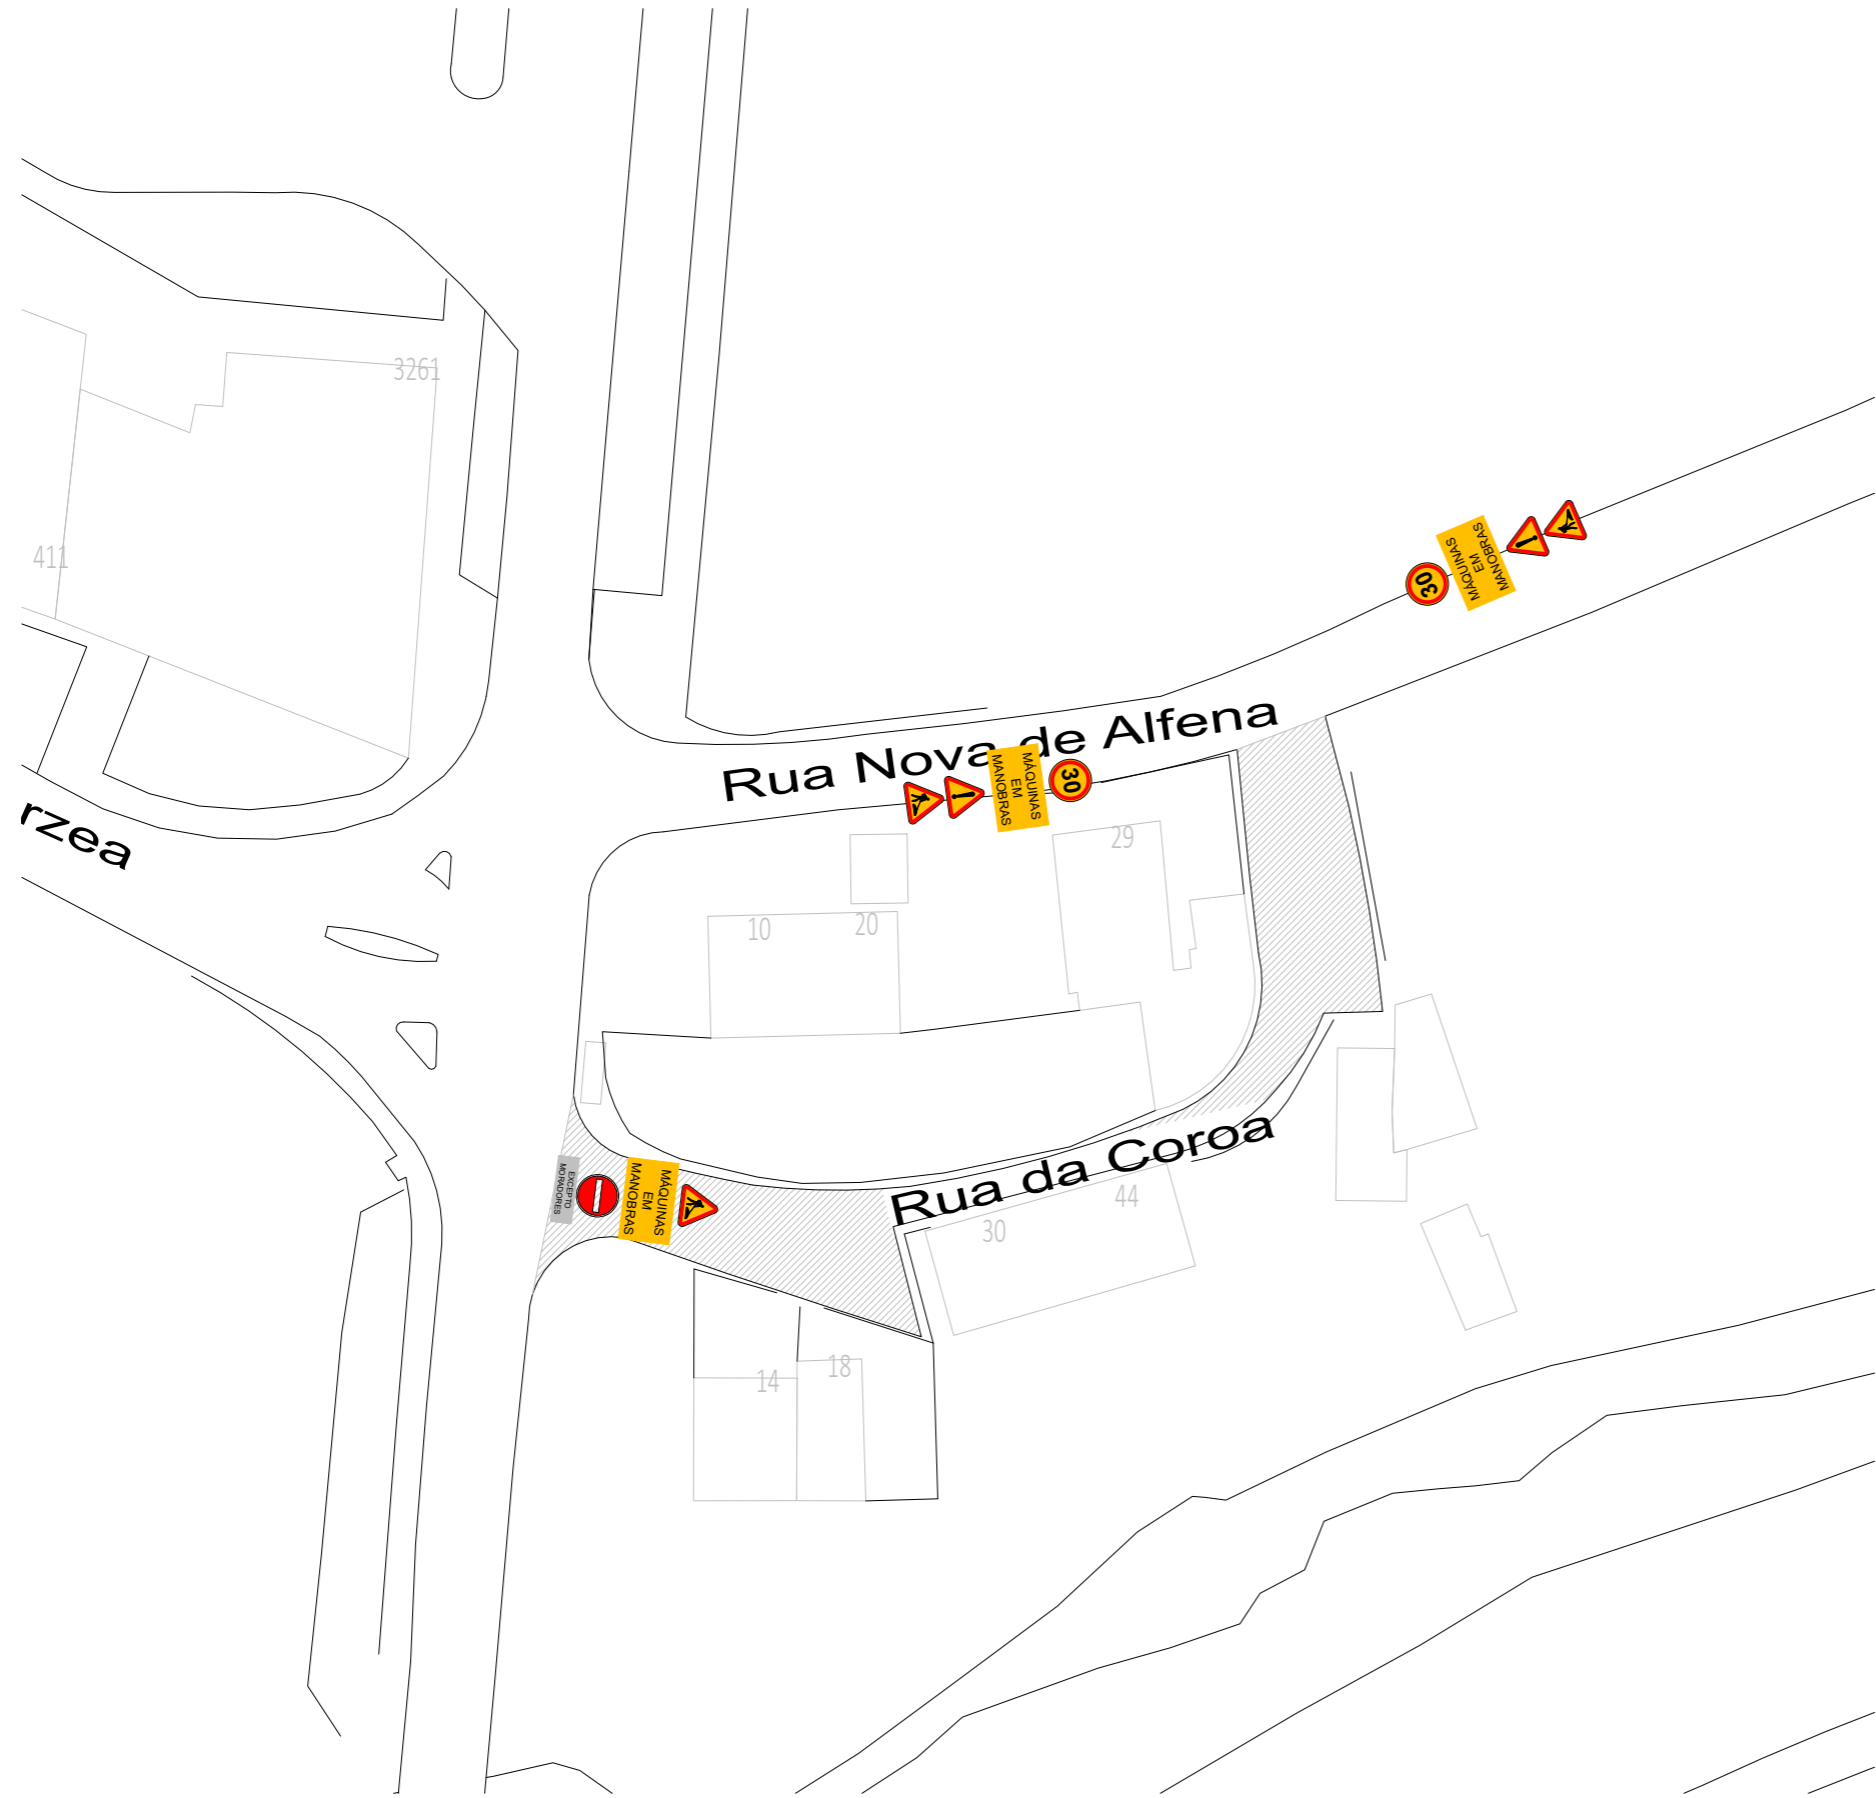 3261
411
MÁQUINAS
EM
MANOBRAS
30
Rua Nova de Alfena
MÁQUINAS
EM
MANOBRAS
30
rzea
29
10
20
Rua da Coroa
EXCEPTO
MORADORES
MÁQUINAS
EM
MANOBRAS
44
30
18
14